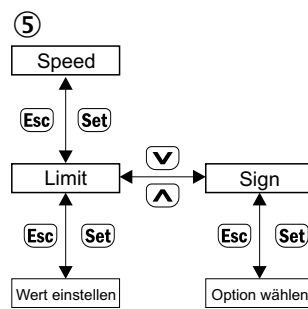 ⑤
Speed
Esc Set
Limit Sign
Esc Set Esc Set
Wert einstellen Option wählen